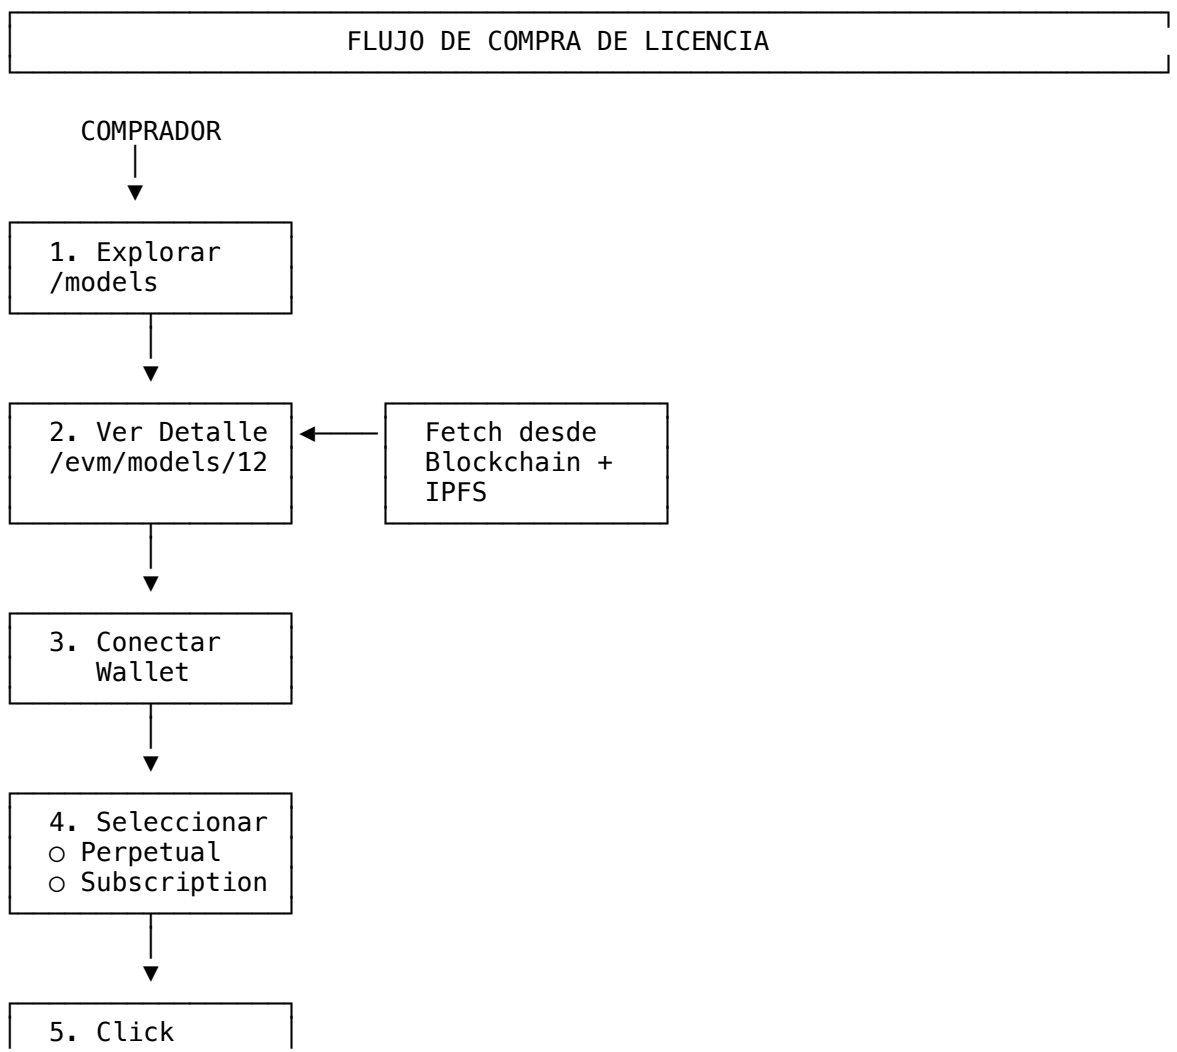 FLUJO DE COMPRA DE LICENCIA
COMPRADOR
1. Explorar
/models
2. Ver Detalle
/evm/models/12
Fetch desde
Blockchain +
IPFS
3. Conectar
Wallet
4. Seleccionar
○ Perpetual
○ Subscription
5. Click